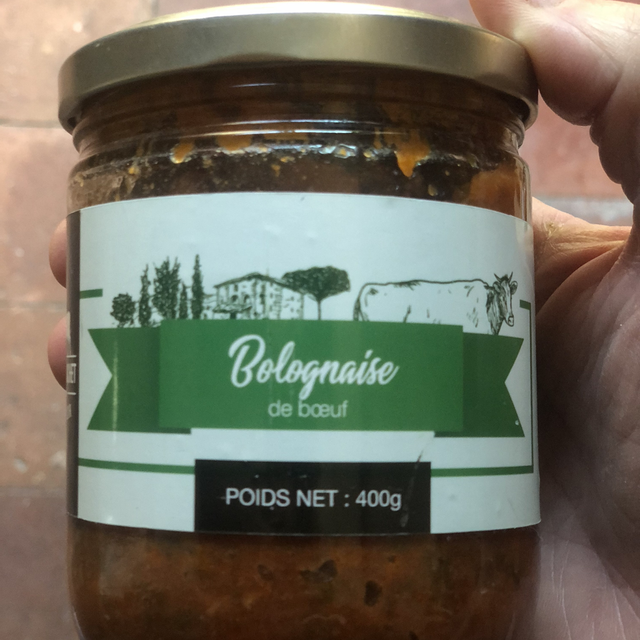 Bolognaise
de bœuf
POIDS NET : 400g